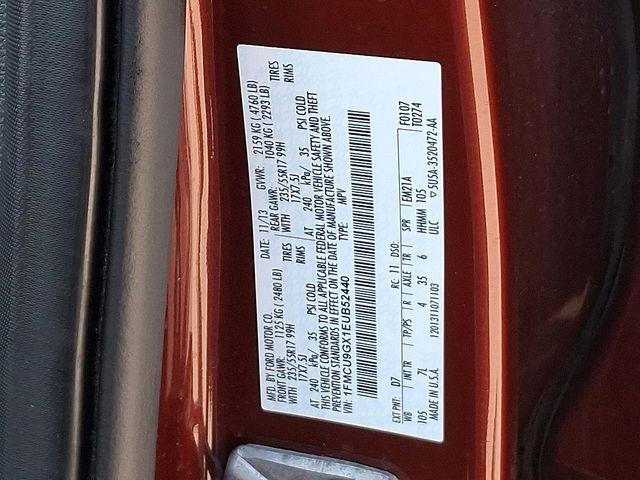 MFD. BY FORD MOTOR CO.
DATE: 11/13 GVWR: 2159 KG ( 4760 LB)
FRONT GAWR: 1125 KG ( 2480 LB) REAR GAWR: 1040 KG ( 2293 LB)
WITH 235/55R17 99H TIRES WITH 235/55R17 99H TIRES
17X7.5J RIMS 17X7.5J RIMS
AT 240 kPa/ 35 PSI COLD AT 240 kPa/ 35 PSI COLD
THIS VEHICLE CONFORMS TO ALL APPLICABLE FEDERAL MOTOR VEHICLE SAFETY AND THEFT
PREVENTION STANDARDS IN EFFECT ON THE DATE OF MANUFACTURE SHOWN ABOVE.
VIN: 1FMCU9GX1EUB52440 TYPE: MPV
EXT PNT: D7 RC: 11 DSO: F0107
T0274
WB INT TR TP/PS R AXLE TR SPR EM21A
105 7L 4 35 6 HHMM 105
MADE IN U.S.A. 1201311071103 ULC ▽5U5A-3520472-AA